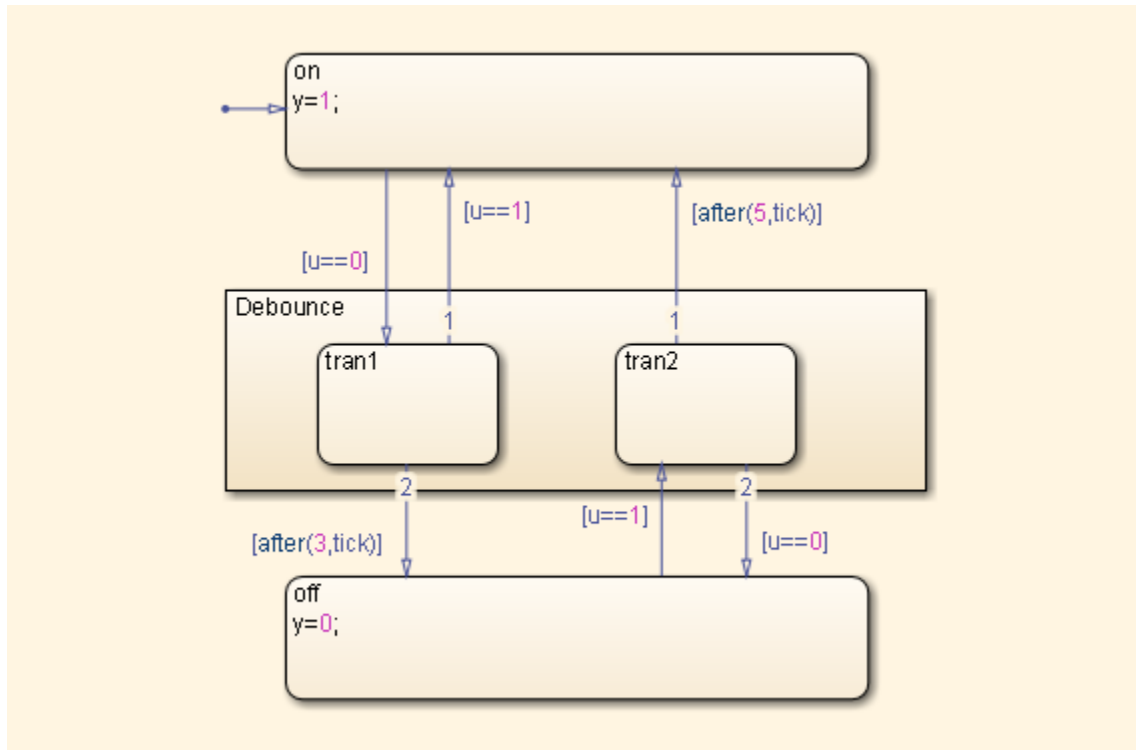 on
y=1;
[u==1]
[after(5,tick)]
[u==0]
Debounce
1
1
tran1
tran2
2
2
[u==1]
[after(3,tick)]
[u==0]
off
y=0;